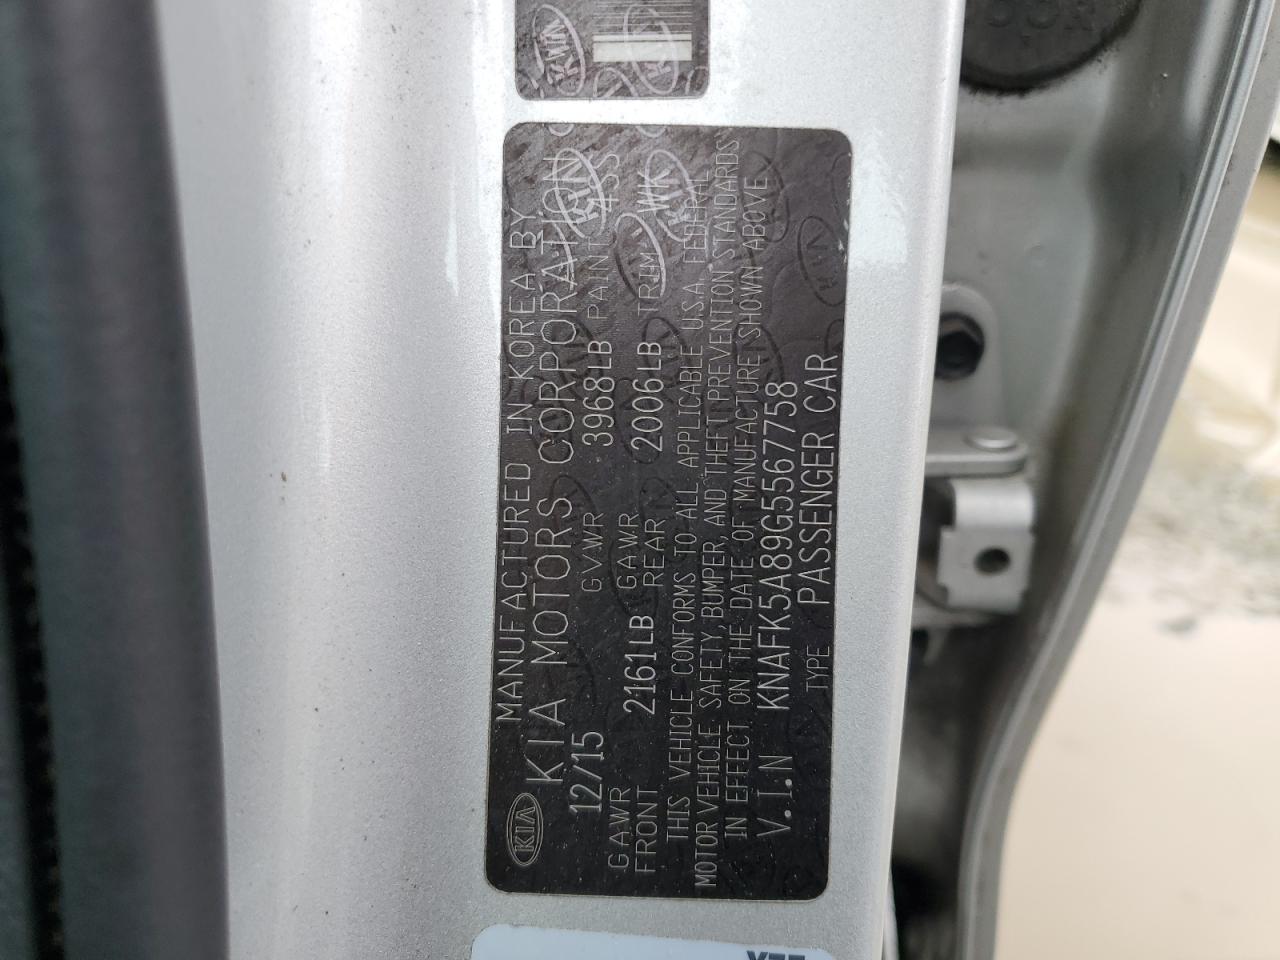 MANUFACTURED IN KOREA BY
KIA KIA MOTORS CORPORATION
12/15 GVWR 3968LB PAINT
GAWR FRONT 2161LB GAWR REAR 2006LB TRIM WK
THIS VEHICLE CONFORMS TO ALL APPLICABLE U.S.A. FEDERAL
MOTOR VEHICLE SAFETY, BUMPER, AND THEFT PREVENTION STANDARDS
IN EFFECT ON THE DATE OF MANUFACTURE SHOWN ABOVE
V.I.N KNAFK5A89G5567758
TYPE PASSENGER CAR